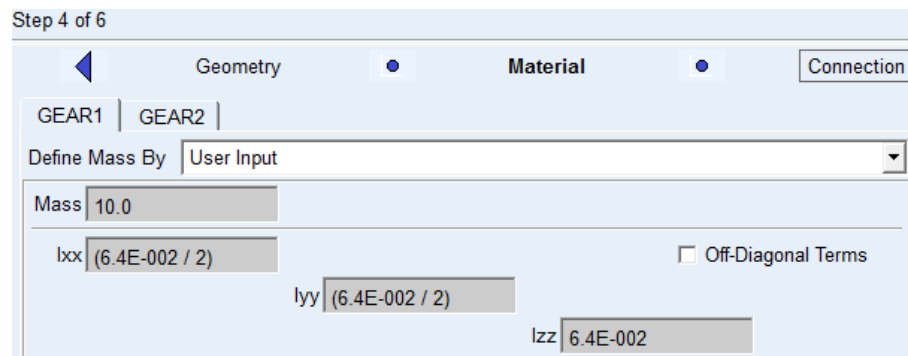 Step 4 of 6
Geometry Material Connection
GEAR1 GEAR2
Define Mass By User Input
Mass 10.0
Ixx (6.4E-002 / 2) Off-Diagonal Terms
Iyy (6.4E-002 / 2)
Izz 6.4E-002